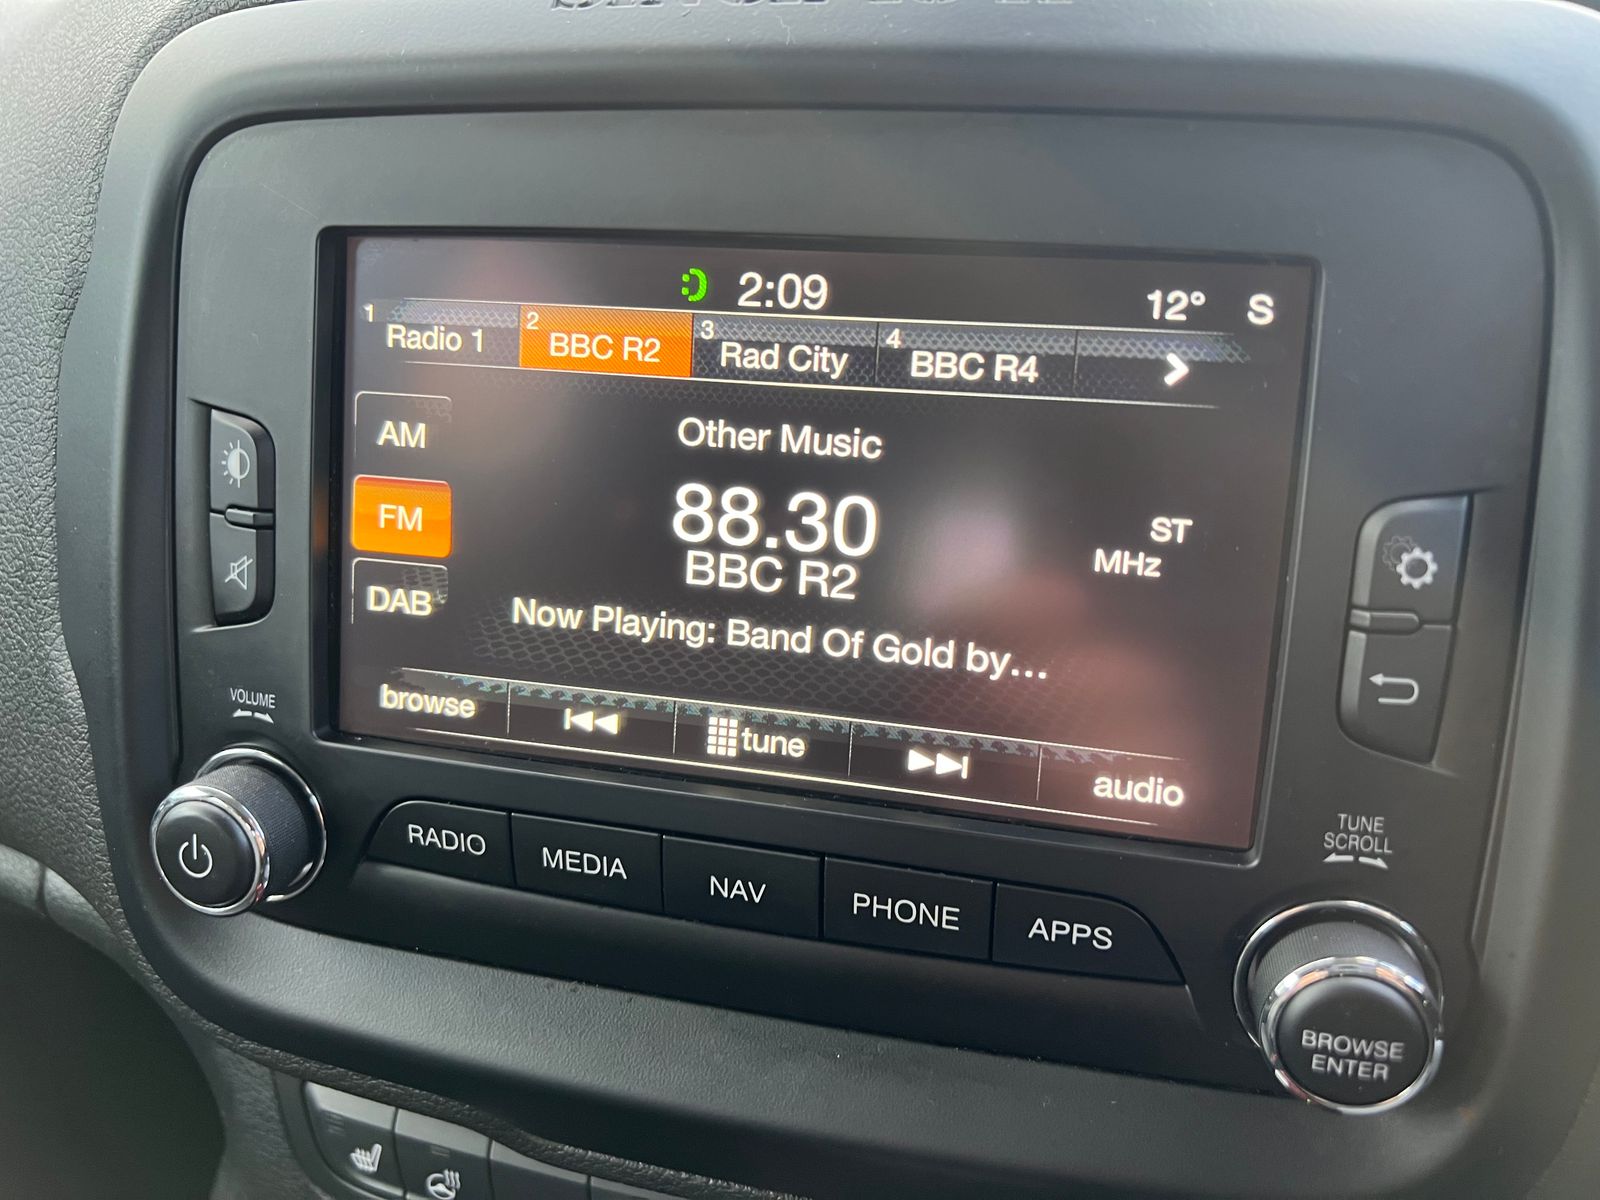 2:09
12° S
1 Radio 1
2 BBC R2
3 Rad City
4 BBC R4
AM
FM
DAB
Other Music
88.30
ST
MHz
BBC R2
Now Playing: Band Of Gold by...
browse
tune
audio
VOLUME
TUNE
SCROLL
RADIO
MEDIA
NAV
PHONE
APPS
BROWSE
ENTER